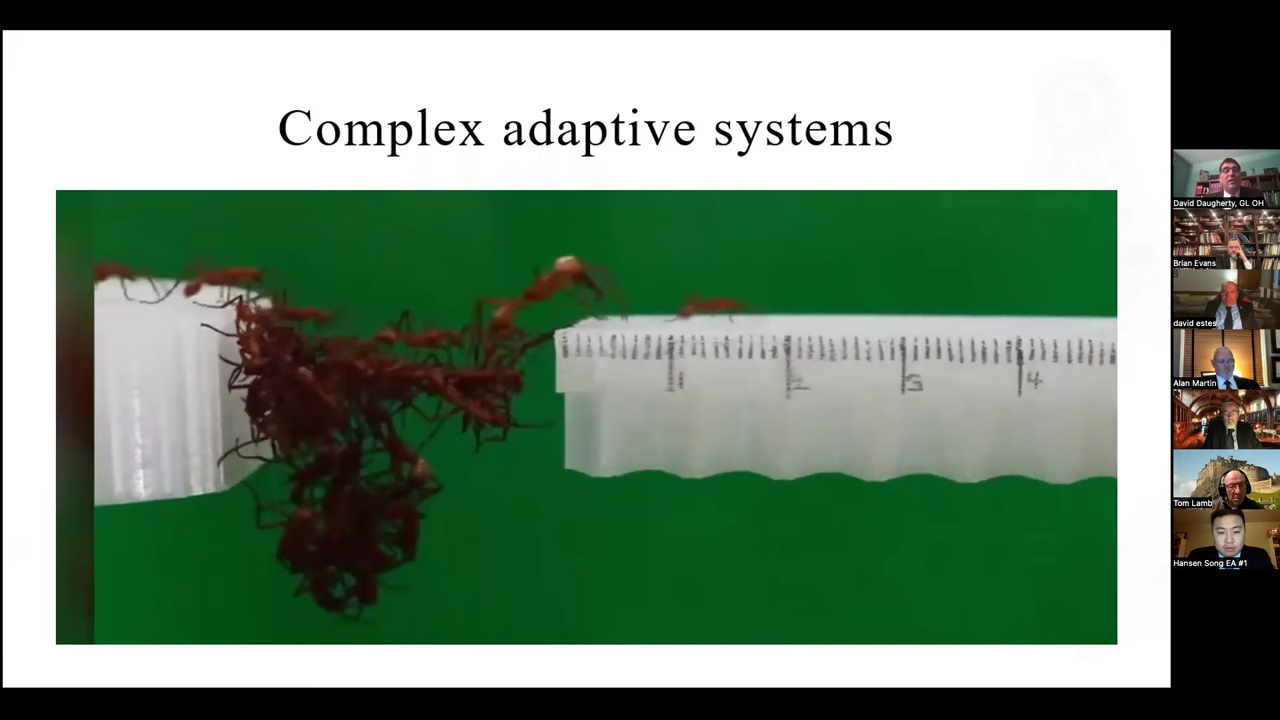 Complex adaptive systems
1
2
3
4
David Daugherty, GL OH
Brian Evans
david estes
Alan Martin
Tom Lamb
Hansen Song EA #1